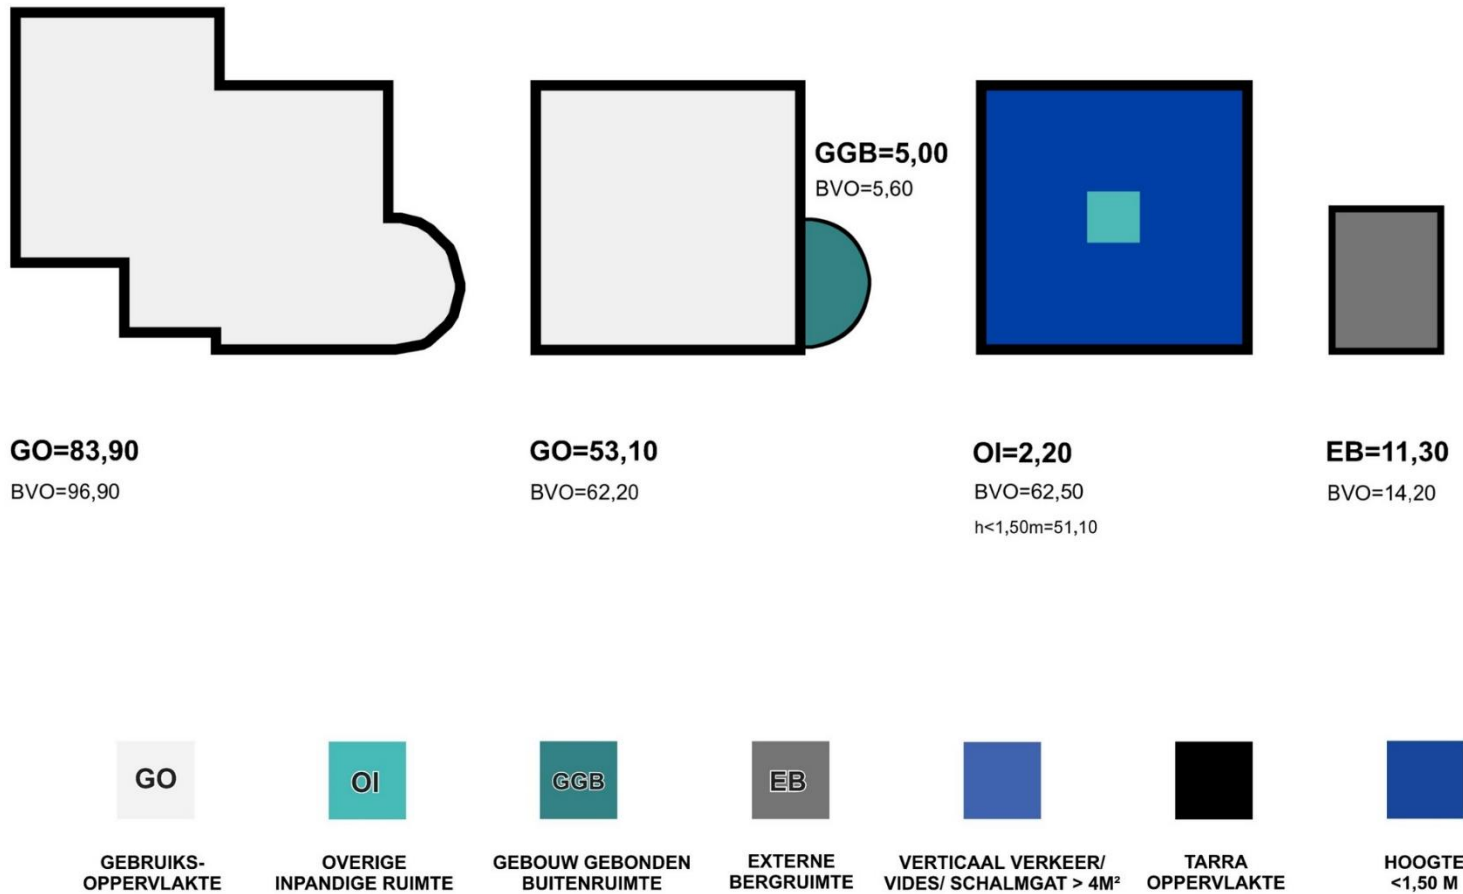 GGB=5,00
BVO=5,60
GO=83,90
BVO=96,90
GO=53,10
BVO=62,20
OI=2,20
BVO=62,50
h<1,50m=51,10
EB=11,30
BVO=14,20
GO
OI
GGB
EB
GEBRUIKS-
OPPERVLAKTE
OVERIGE
INPANDIGE RUIMTE
GEBOUW GEBONDEN
BUITENRUIMTE
EXTERNE
BERGRUIMTE
VERTICAAL VERKEER/
VIDES/ SCHALMGAT > 4M²
TARRA
OPPERVLAKTE
HOOGTE
<1,50 M